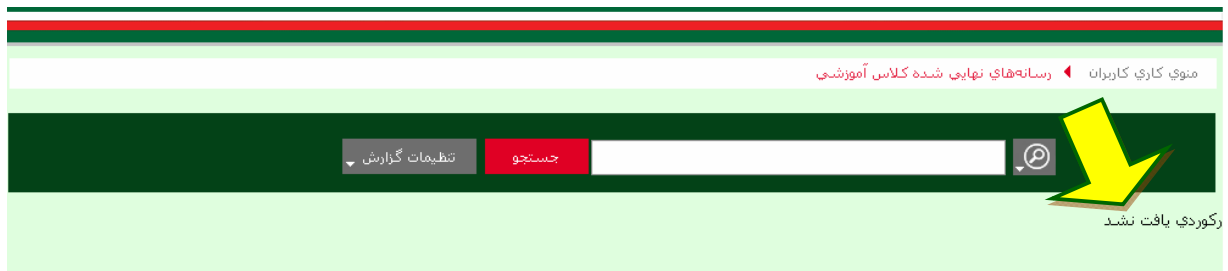 منوي كاري كاربران رسانه‌هاي نهايي شده كلاس آموزشي
جستجو تنظيمات گزارش
ركوردي يافت نشد